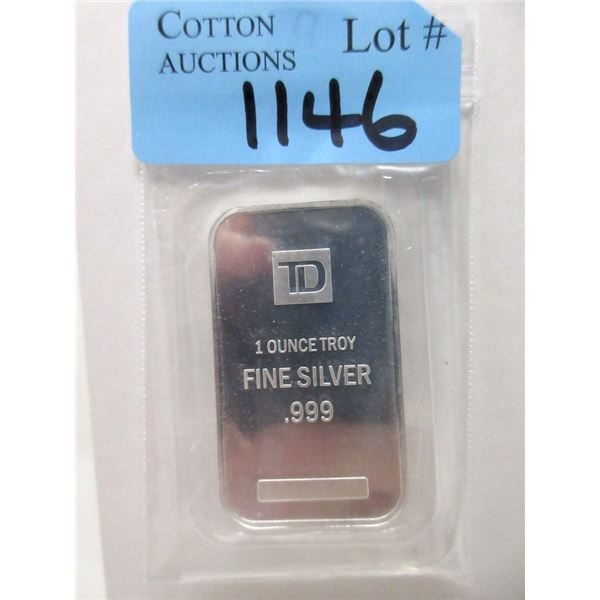 COTTON AUCTIONS Lot #
1146
TD
1 OUNCE TROY
FINE SILVER
.999